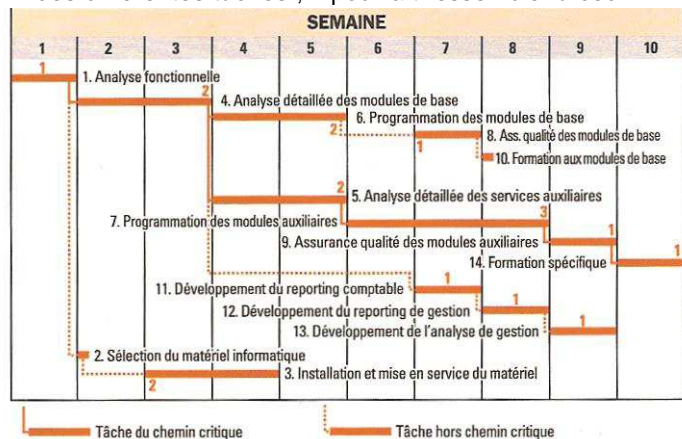 SEMAINE
1 2 3 4 5 6 7 8 9 10
1
1. Analyse fonctionnelle
2
4. Analyse détaillée des modules de base
6. Programmation des modules de base
2
1
8. Ass. qualité des modules de base
10. Formation aux modules de base
2
5. Analyse détaillée des services auxiliaires
7. Programmation des modules auxiliaires
3
9. Assurance qualité des modules auxiliaires
1
14. Formation spécifique
1
11. Développement du reporting comptable
1
12. Développement du reporting de gestion
1
13. Développement de l'analyse de gestion
1
2. Sélection du matériel informatique
2
3. Installation et mise en service du matériel
Tâche du chemin critique
Tâche hors chemin critique